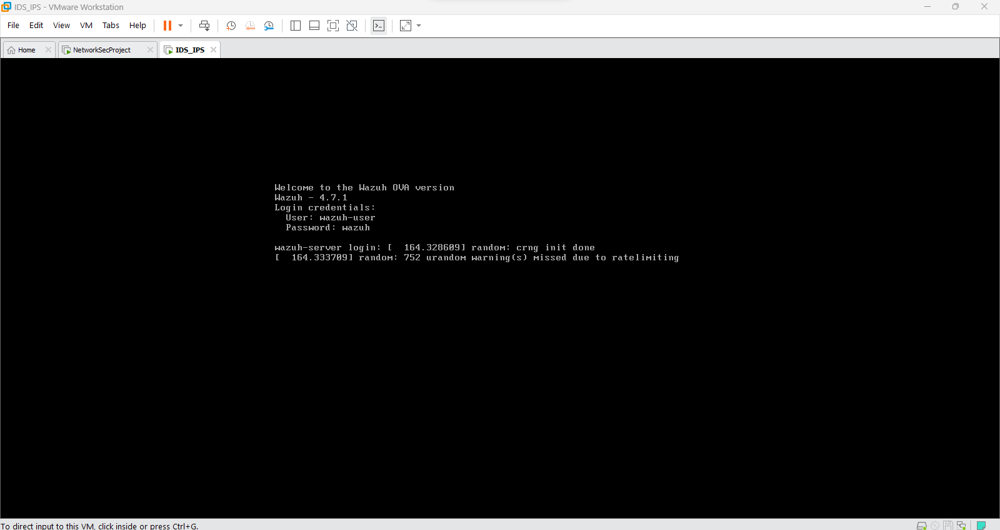 IDS_IPS - VMware Workstation
File Edit View VM Tabs Help
Home NetworkSecProject IDS_IPS
Welcome to the Wazuh OVA version
Wazuh - 4.7.1
Login credentials:
User: wazuh-user
Password: wazuh
wazuh-server login: [  164.328609] random: crng init done
[  164.333709] random: 752 urandom warning(s) missed due to ratelimiting
To direct input to this VM, click inside or press Ctrl+G.